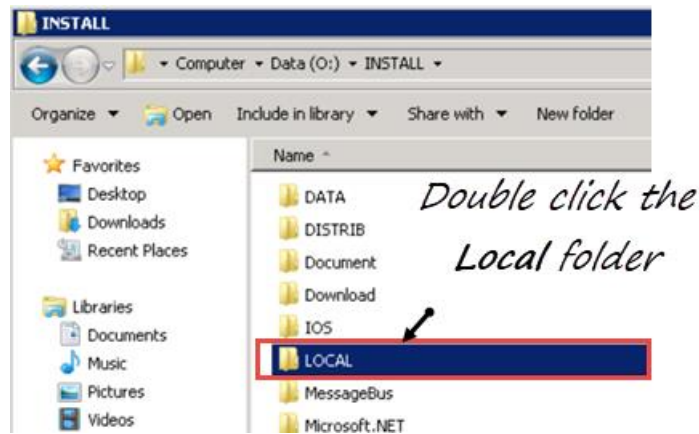 INSTALL
Computer Data (O:) INSTALL
Organize Open Include in library Share with New folder
Favorites
Desktop
Downloads
Recent Places
Libraries
Documents
Music
Pictures
Videos
Name
DATA
DISTRIB
Document
Download
IOS
LOCAL
MessageBus
Microsoft.NET
Double click the
Local folder